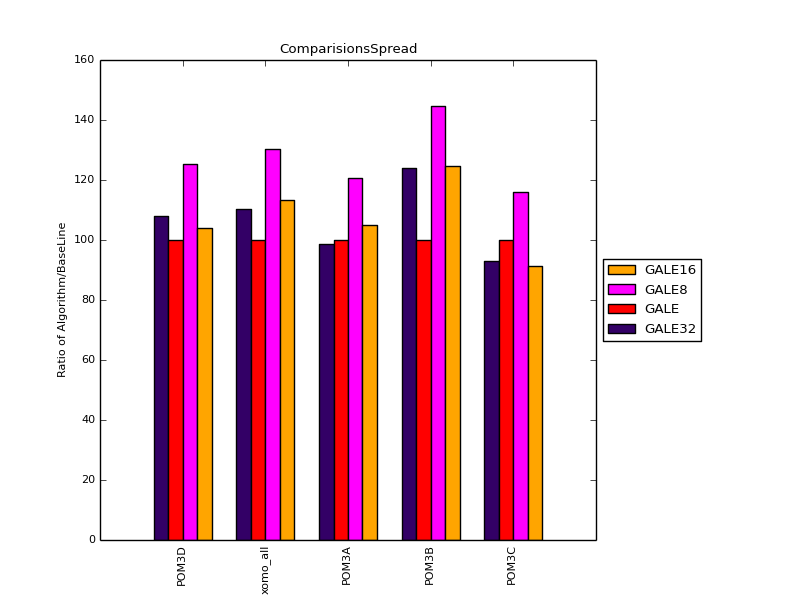 ComparisionsSpread
160
140
120
100
80
60
40
20
0
Ratio of Algorithm/BaseLine
POM3D
xomo_all
POM3A
POM3B
POM3C
GALE16
GALE8
GALE
GALE32